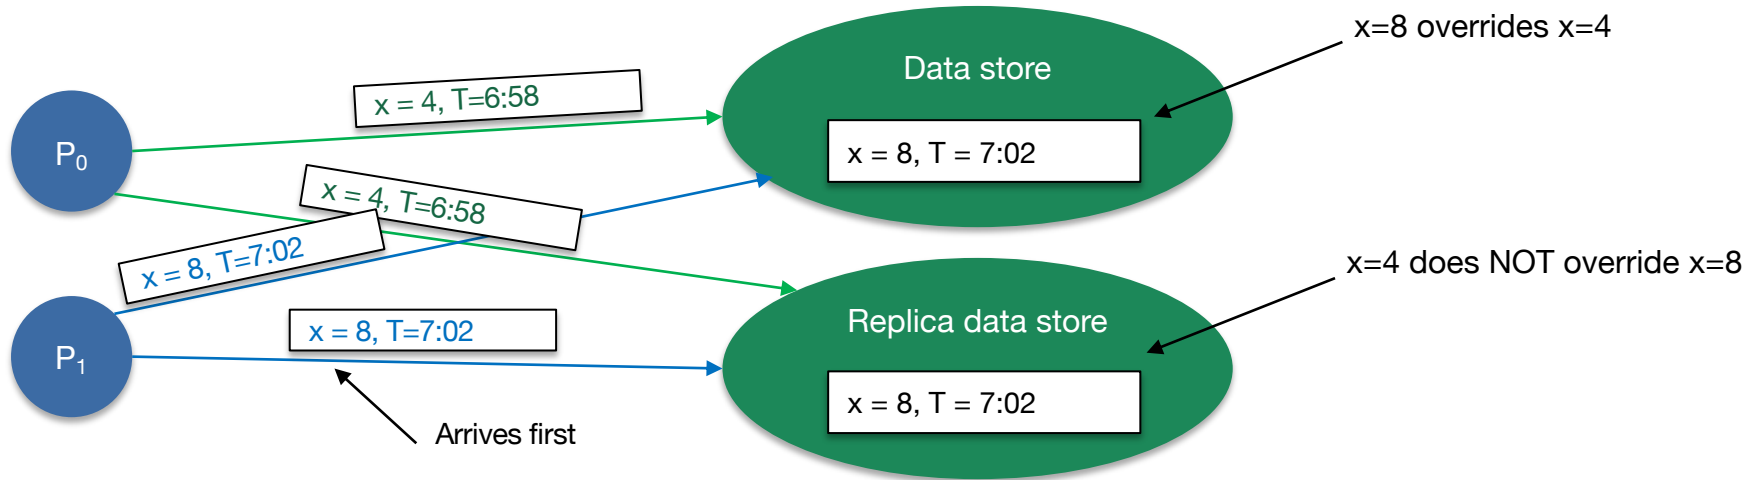 x=8 overrides x=4
Data store
x = 4, T=6:58
P0
x = 8, T = 7:02
x = 4, T=6:58
x = 8, T=7:02
x=4 does NOT override x=8
Replica data store
x = 8, T=7:02
P1
x = 8, T = 7:02
Arrives first